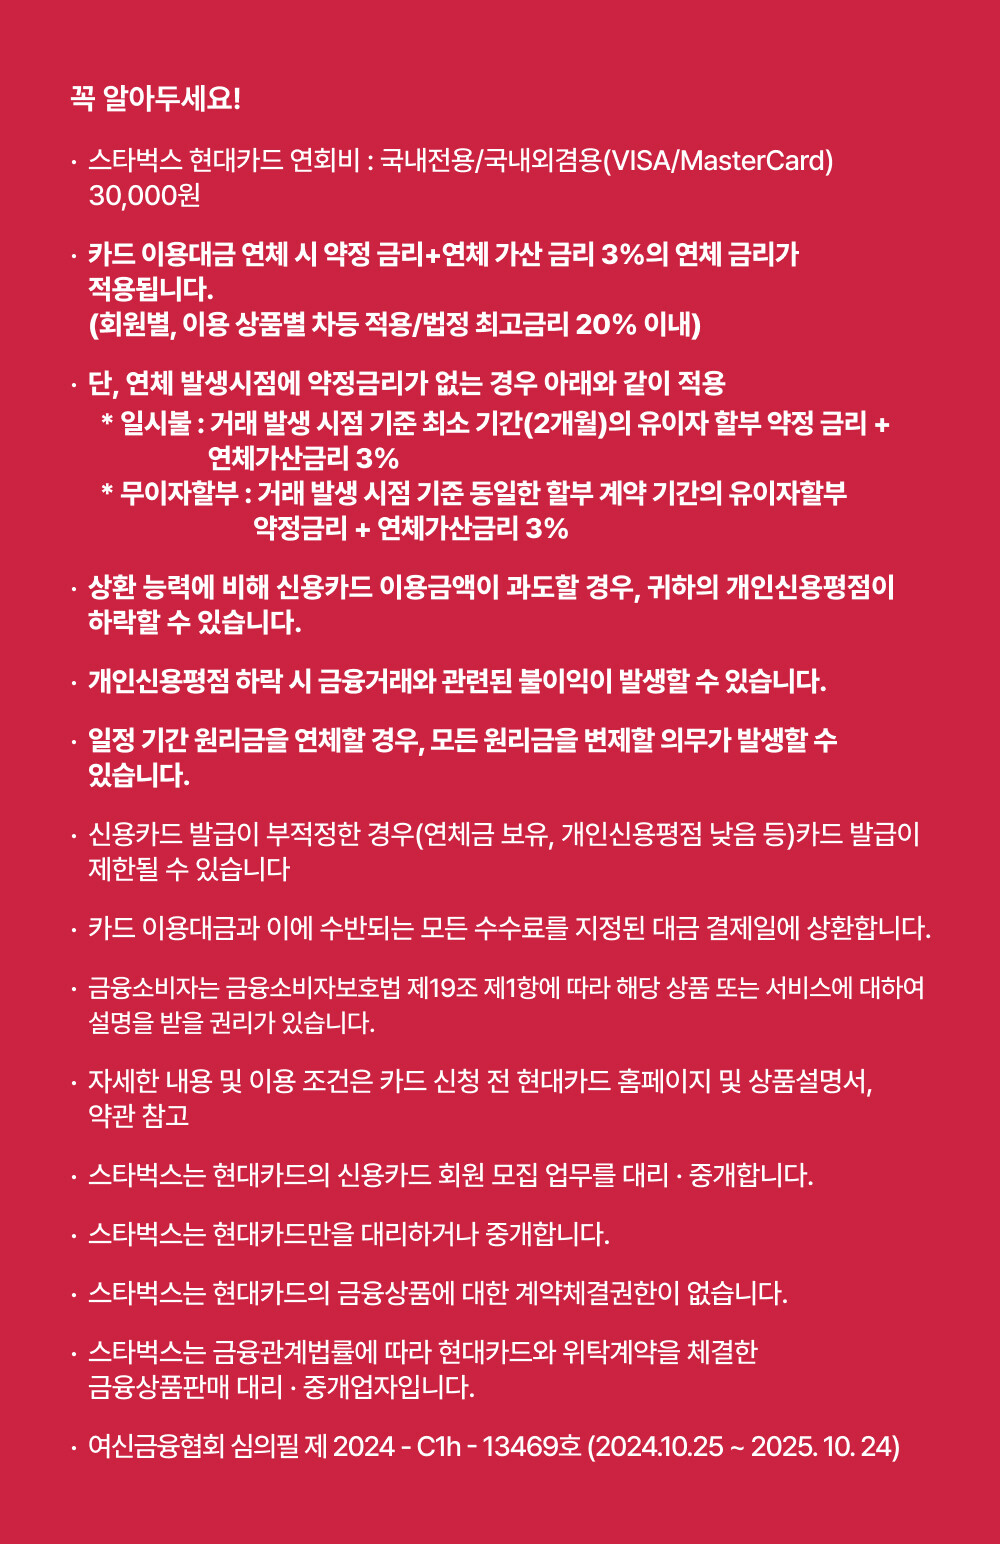 꼭 알아두세요!
· 스타벅스 현대카드 연회비 : 국내전용/국내외겸용(VISA/MasterCard)
30,000원
· 카드 이용대금 연체 시 약정 금리+연체 가산 금리 3%의 연체 금리가
적용됩니다.
(회원별, 이용 상품별 차등 적용/법정 최고금리 20% 이내)
· 단, 연체 발생시점에 약정금리가 없는 경우 아래와 같이 적용
* 일시불 : 거래 발생 시점 기준 최소 기간(2개월)의 유이자 할부 약정 금리 +
연체가산금리 3%
* 무이자할부 : 거래 발생 시점 기준 동일한 할부 계약 기간의 유이자할부
약정금리 + 연체가산금리 3%
· 상환 능력에 비해 신용카드 이용금액이 과도할 경우, 귀하의 개인신용평점이
하락할 수 있습니다.
· 개인신용평점 하락 시 금융거래와 관련된 불이익이 발생할 수 있습니다.
· 일정 기간 원리금을 연체할 경우, 모든 원리금을 변제할 의무가 발생할 수
있습니다.
· 신용카드 발급이 부적정한 경우(연체금 보유, 개인신용평점 낮음 등)카드 발급이
제한될 수 있습니다
· 카드 이용대금과 이에 수반되는 모든 수수료를 지정된 대금 결제일에 상환합니다.
· 금융소비자는 금융소비자보호법 제19조 제1항에 따라 해당 상품 또는 서비스에 대하여
설명을 받을 권리가 있습니다.
· 자세한 내용 및 이용 조건은 카드 신청 전 현대카드 홈페이지 및 상품설명서,
약관 참고
· 스타벅스는 현대카드의 신용카드 회원 모집 업무를 대리 · 중개합니다.
· 스타벅스는 현대카드만을 대리하거나 중개합니다.
· 스타벅스는 현대카드의 금융상품에 대한 계약체결권한이 없습니다.
· 스타벅스는 금융관계법률에 따라 현대카드와 위탁계약을 체결한
금융상품판매 대리 · 중개업자입니다.
· 여신금융협회 심의필 제 2024 - C1h - 13469호 (2024.10.25 ~ 2025. 10. 24)